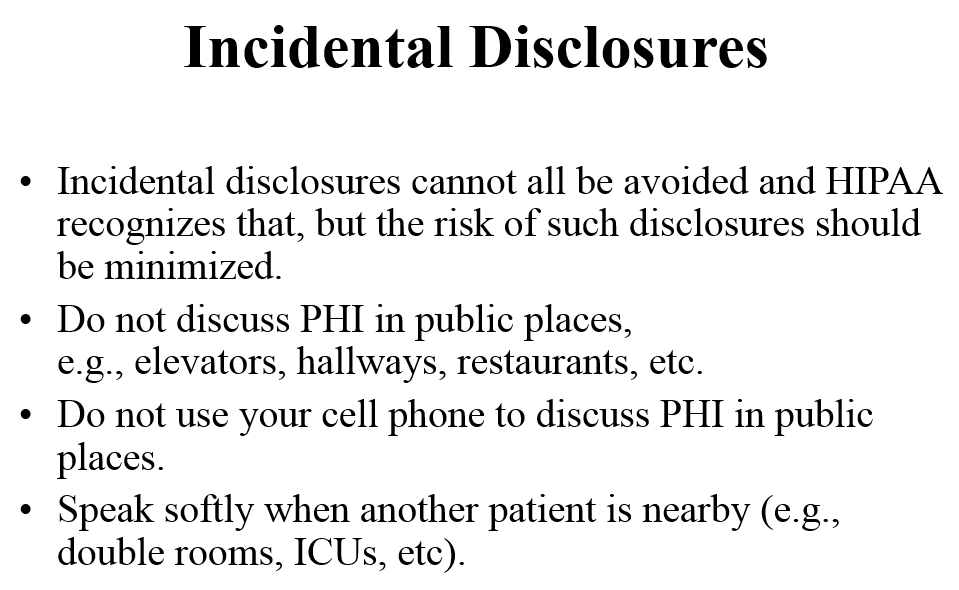 Incidental Disclosures
• Incidental disclosures cannot all be avoided and HIPAA
recognizes that, but the risk of such disclosures should
be minimized.
• Do not discuss PHI in public places,
e.g., elevators, hallways, restaurants, etc.
• Do not use your cell phone to discuss PHI in public
places.
• Speak softly when another patient is nearby (e.g.,
double rooms, ICUs, etc).